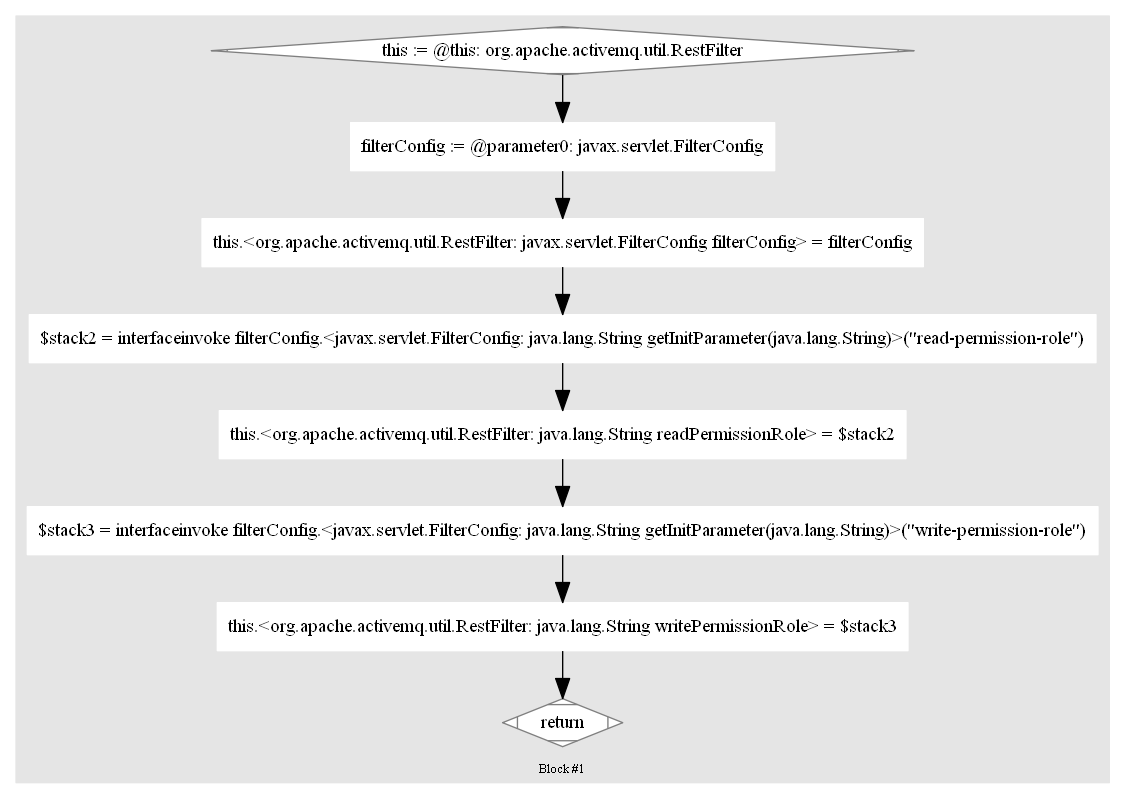 this := @this: org.apache.activemq.util.RestFilter
filterConfig := @parameter0: javax.servlet.FilterConfig
this.<org.apache.activemq.util.RestFilter: javax.servlet.FilterConfig filterConfig> = filterConfig
$stack2 = interfaceinvoke filterConfig.<javax.servlet.FilterConfig: java.lang.String getInitParameter(java.lang.String)>("read-permission-role")
this.<org.apache.activemq.util.RestFilter: java.lang.String readPermissionRole> = $stack2
$stack3 = interfaceinvoke filterConfig.<javax.servlet.FilterConfig: java.lang.String getInitParameter(java.lang.String)>("write-permission-role")
this.<org.apache.activemq.util.RestFilter: java.lang.String writePermissionRole> = $stack3
return
Block #1